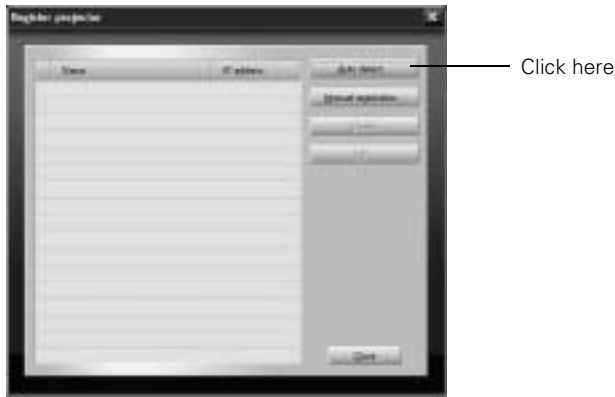 Register projector
Name IP address
Auto detect
Click here
Manual registration
Close